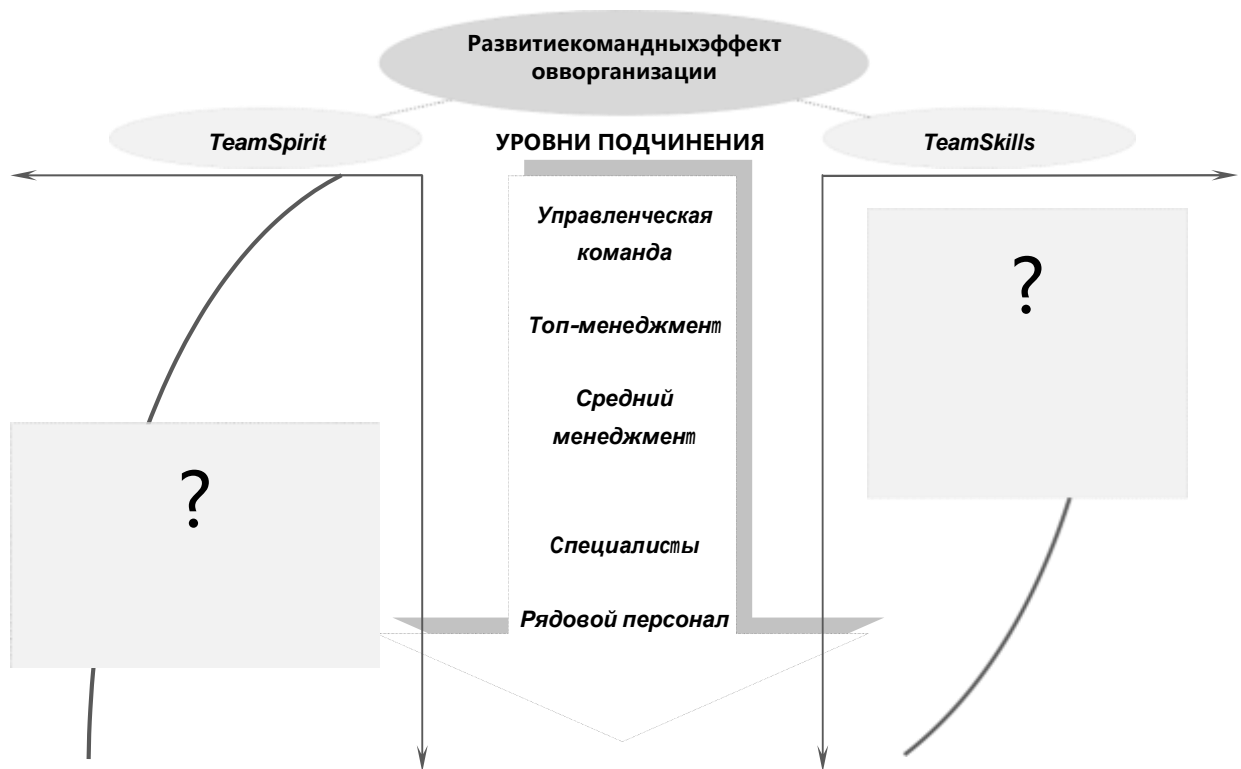 Развитиекомандныхэффект
овворганизации
TeamSpirit
УРОВНИ ПОДЧИНЕНИЯ
TeamSkills
Управленческая
команда
?
Топ-менеджмент
Средний
менеджмент
?
Специалисты
Рядовой персонал